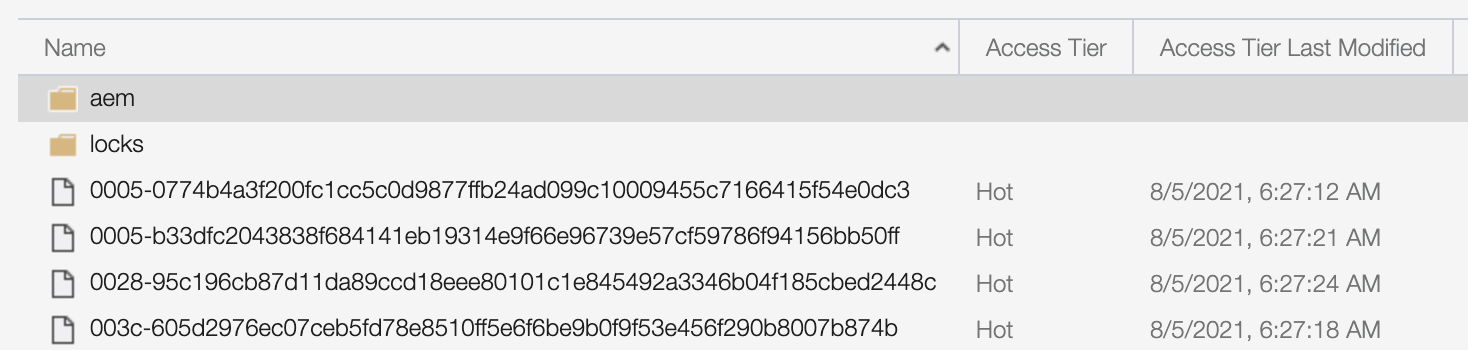 Name Access Tier Access Tier Last Modified
aem
locks
0005-0774b4a3f200fc1cc5c0d9877ffb24ad099c10009455c7166415f54e0dc3 Hot 8/5/2021, 6:27:12 AM
0005-b33dfc2043838f684141eb19314e9f66e96739e57cf59786f94156bb50ff Hot 8/5/2021, 6:27:21 AM
0028-95c196cb87d11da89ccd18eee80101c1e845492a3346b04f185cbed2448c Hot 8/5/2021, 6:27:24 AM
003c-605d2976ec07ceb5fd78e8510ff5e6f6be9b0f9f53e456f290b8007b874b Hot 8/5/2021, 6:27:18 AM